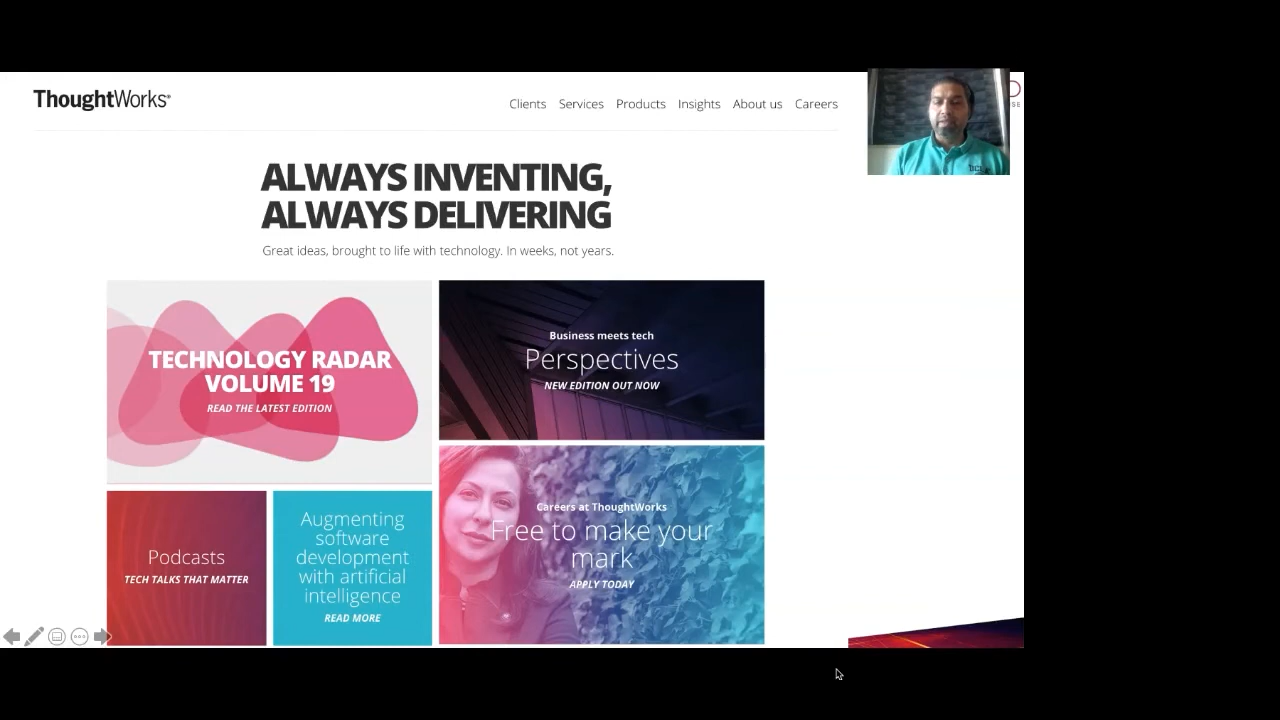 ThoughtWorks®
Clients Services Products Insights About us Careers
ALWAYS INVENTING,
ALWAYS DELIVERING
Great ideas, brought to life with technology. In weeks, not years.
TECHNOLOGY RADAR
VOLUME 19
READ THE LATEST EDITION
Business meets tech
Perspectives
NEW EDITION OUT NOW
Podcasts
TECH TALKS THAT MATTER
Augmenting
software
development
with artificial
intelligence
READ MORE
Careers at ThoughtWorks
Free to make your
mark
APPLY TODAY